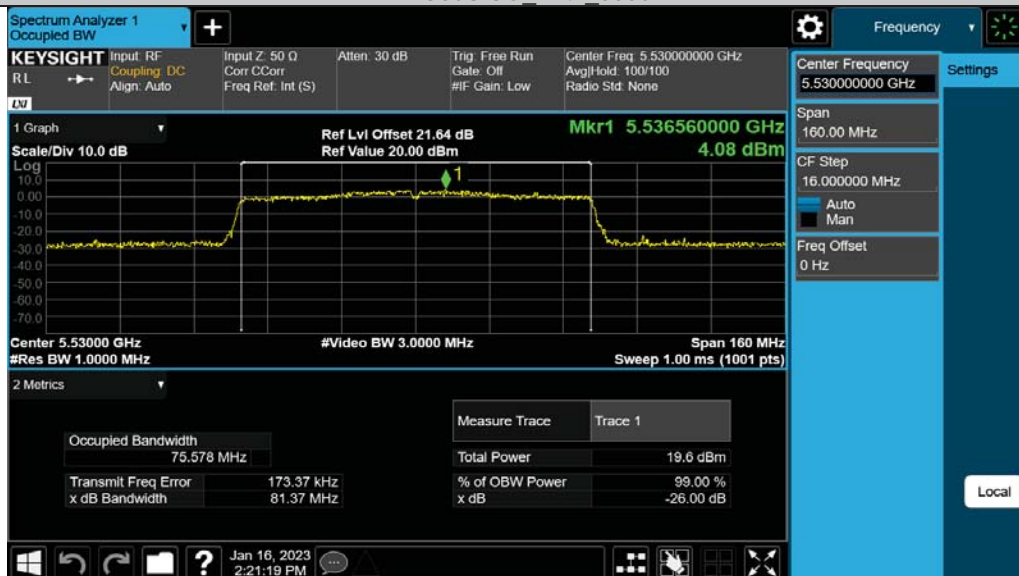 Spectrum Analyzer 1
Occupied BW
Frequency
KEYSIGHT
RL
LXI
Input: RF
Coupling: DC
Align: Auto
Input Z: 50 Ω
Corr CCorr
Freq Ref: Int (S)
Atten: 30 dB
Trig: Free Run
Gate: Off
#IF Gain: Low
Center Freq: 5.530000000 GHz
Avg|Hold: 100/100
Radio Std: None
1 Graph
Scale/Div 10.0 dB
Ref Lvl Offset 21.64 dB
Ref Value 20.00 dBm
Mkr1 5.536560000 GHz
4.08 dBm
Log
10.0
0.00
-10.0
-20.0
-30.0
-40.0
-50.0
-60.0
-70.0
1
Center 5.53000 GHz
#Res BW 1.0000 MHz
#Video BW 3.0000 MHz
Span 160 MHz
Sweep 1.00 ms (1001 pts)
2 Metrics
Measure Trace
Trace 1
Occupied Bandwidth
75.578 MHz
Total Power
19.6 dBm
Transmit Freq Error
173.37 kHz
% of OBW Power
99.00 %
x dB Bandwidth
81.37 MHz
x dB
-26.00 dB
Center Frequency
5.530000000 GHz
Settings
Span
160.00 MHz
CF Step
16.000000 MHz
Auto
Man
Freq Offset
0 Hz
Local
?
Jan 16, 2023
2:21:19 PM